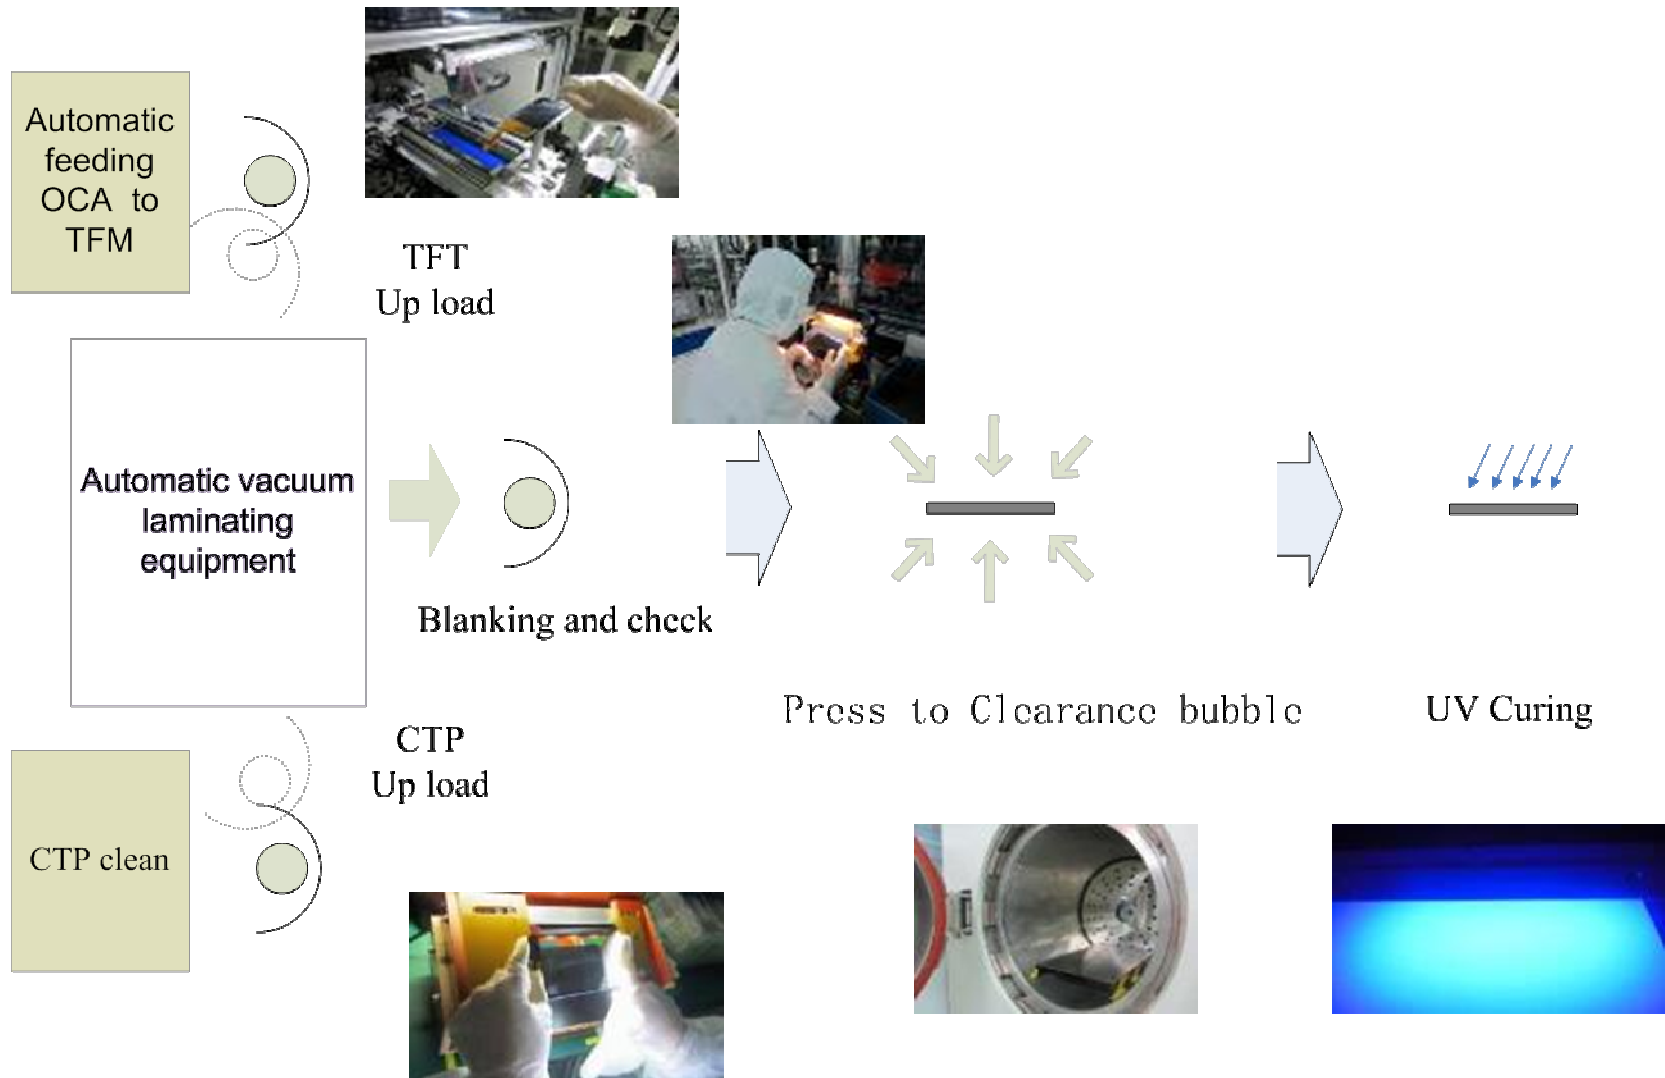 Automatic
feeding
OCA to
TFM
TFT
Up load
Automatic vacuum
laminating
equipment
Blanking and check
Press to Clearance bubble
UV Curing
CTP
Up load
CTP clean